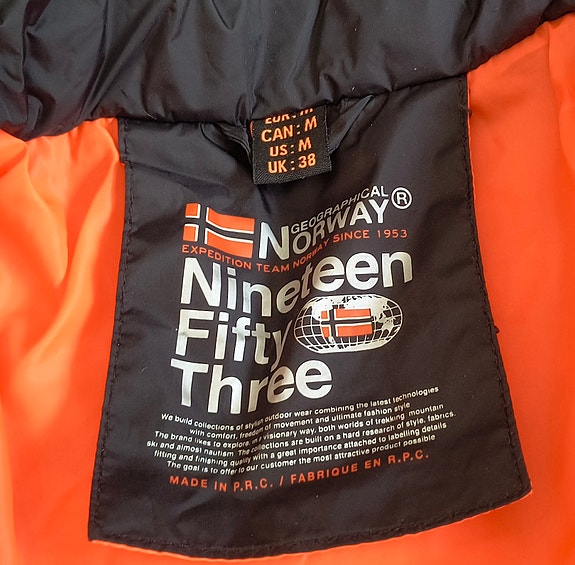 EUR: M
CAN: M
US: M
UK: 38
GEOGRAPHICAL
NORWAY®
EXPEDITION TEAM NORWAY SINCE 1953
Nineteen
Fifty
Three
We build collections of stylish outdoor wear combining the latest technologies
with comfort, freedom of movement and ultimate fashion style
The brand likes to explore, in a visionary way, both worlds of trekking mountain
ski and almost nautism. The collections are built on a hard research of style, fabrics.
fitting and finishing quality with a great importance attached to labelling details
The goal is to offer to our customer the most attractive product possible
MADE IN P.R.C. / FABRIQUE EN R.P.C.